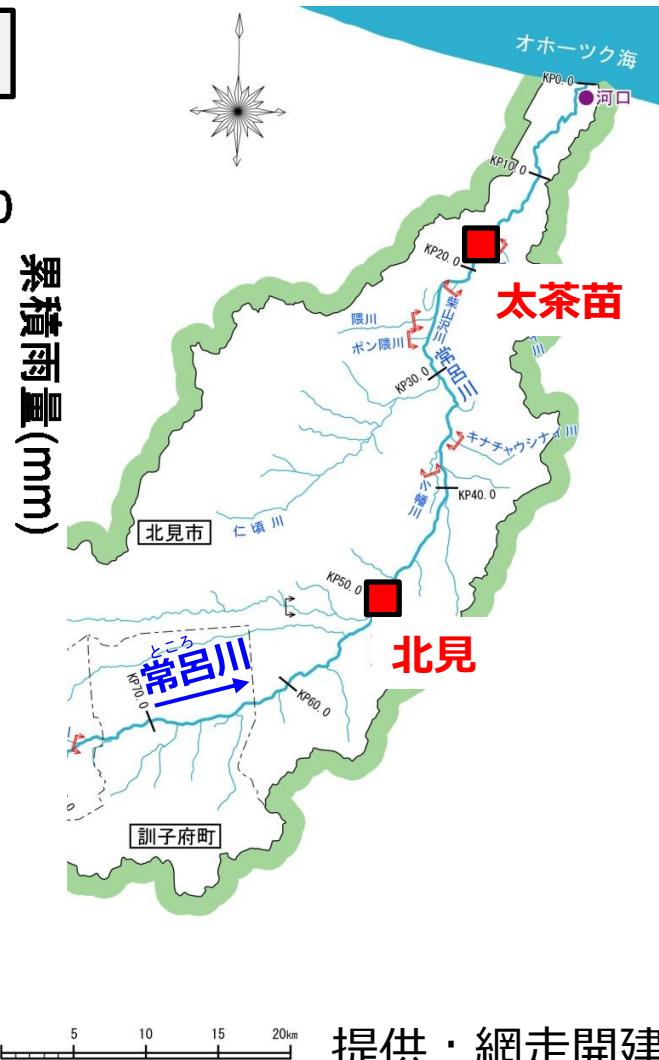 オホーツク海
KP0.0
河口
KP10.0
KP20.0
太茶苗
柴山沢川
隈川
ポン隈川
常呂川
KP30.0
キナチャウシナイ川
小幡川
KP40.0
仁頃川
北見市
累積雨量(mm)
KP50.0
北見
ところ
常呂川
KP60.0
KP70.0
訓子府町
5 10 15 20km
提供・網走開建